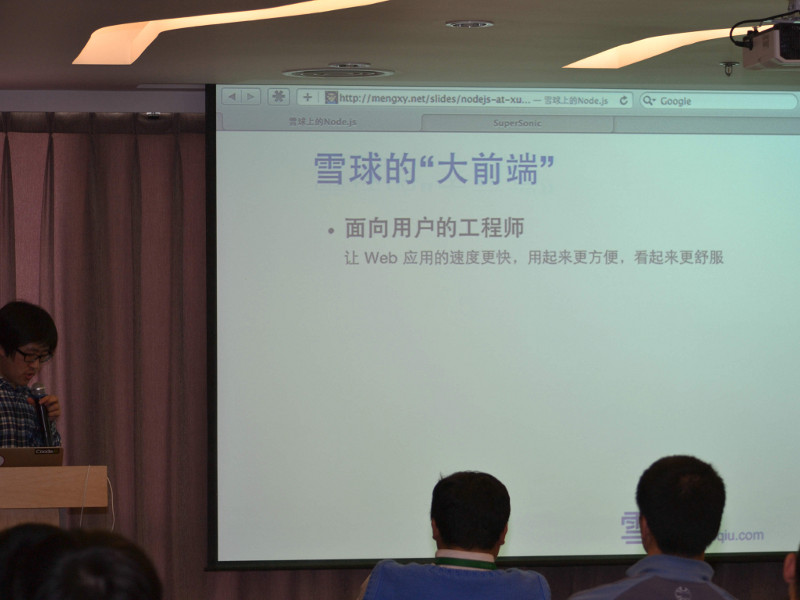 http://mengxy.net/slides/nodejs-at-xu... — 雪球上的Node.js
Google
雪球上的Node.js
SuperSonic
雪球的“大前端”
• 面向用户的工程师
让 Web 应用的速度更快，用起来更方便，看起来更舒服
雪
qiu.com